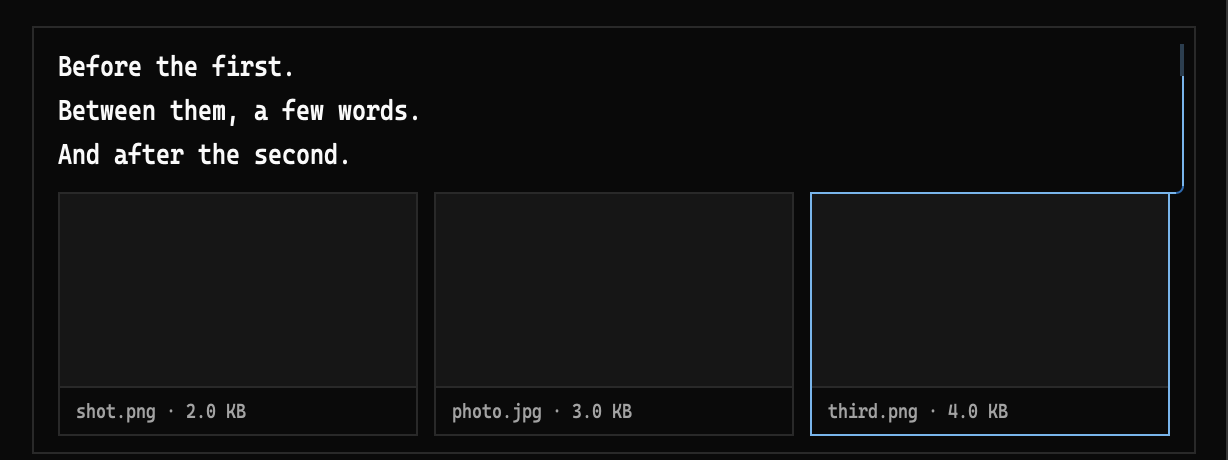 Before the first.
Between them, a few words.
And after the second.
shot.png · 2.0 KB
photo.jpg · 3.0 KB
third.png · 4.0 KB